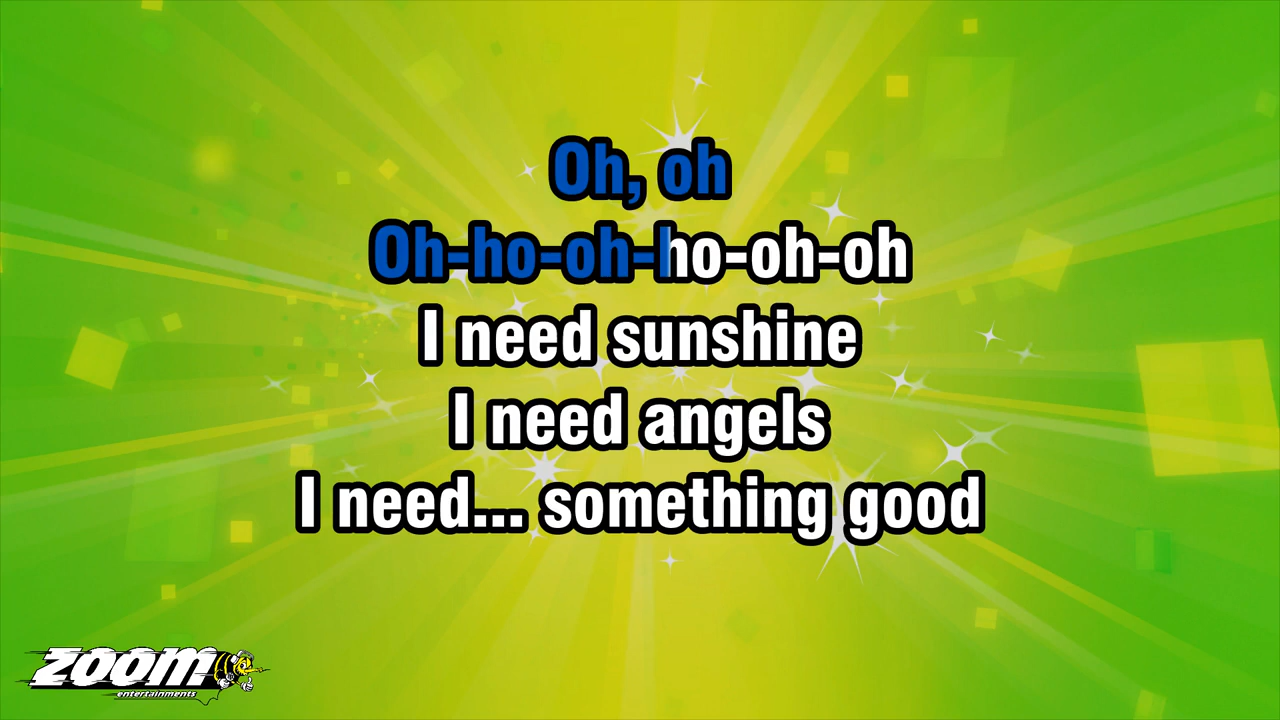 Oh, oh
Oh-ho-oh-ho-oh-oh
I need sunshine
I need angels
I need... something good
zoom
entertainments